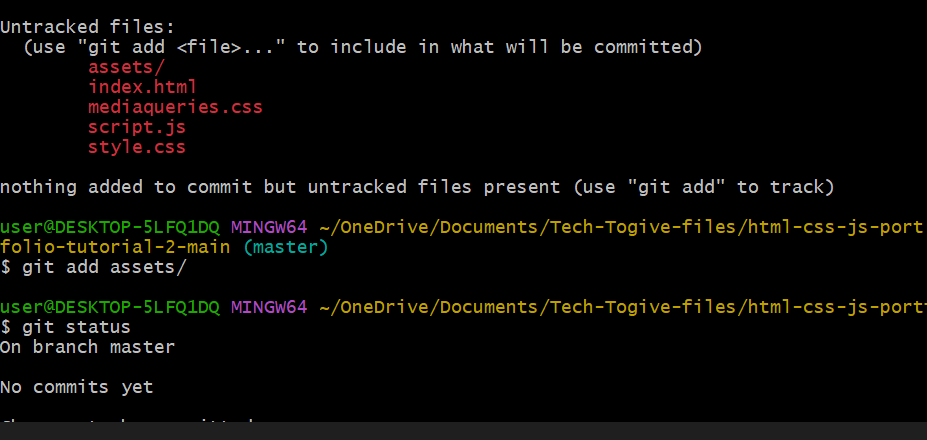 Untracked files:
(use "git add <file>..." to include in what will be committed)
assets/
index.html
mediaqueries.css
script.js
style.css
nothing added to commit but untracked files present (use "git add" to track)
user@DESKTOP-5LFQ1DQ MINGW64 ~/OneDrive/Documents/Tech-Togive-files/html-css-js-port
folio-tutorial-2-main (master)
$ git add assets/
user@DESKTOP-5LFQ1DQ MINGW64 ~/OneDrive/Documents/Tech-Togive-files/html-css-js-port
$ git status
On branch master
No commits yet